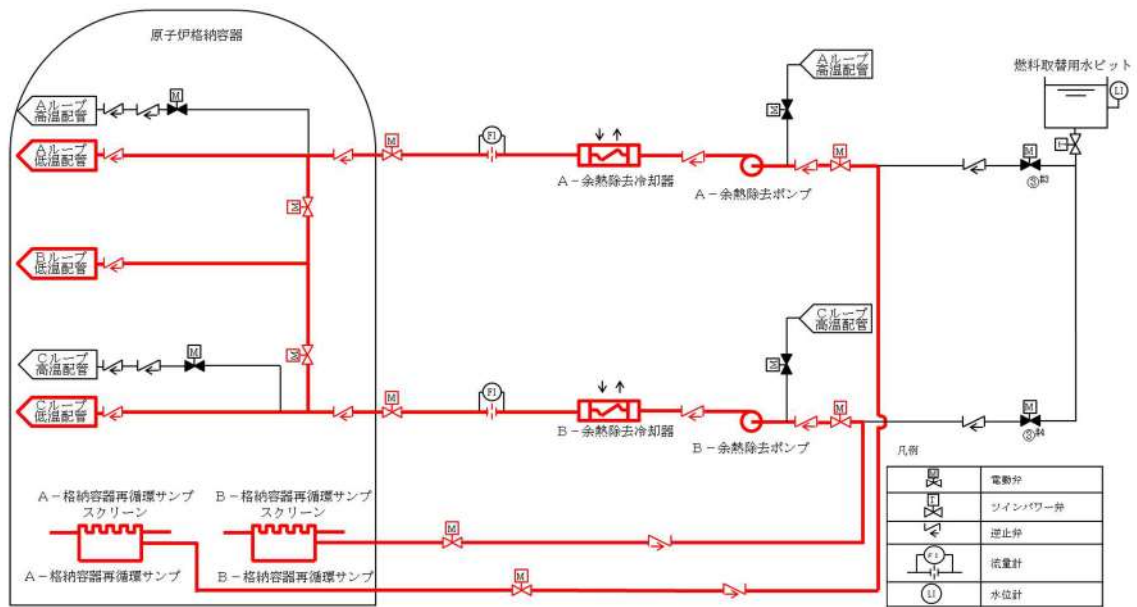 原子炉格納容器
Aループ
高温配管
燃料取替用水ピット
LI
Aループ
高温配管
M
M
T
Aループ
低温配管
M
FI
M
M
A-余熱除去冷却器
A-余熱除去ポンプ
M
Bループ
低温配管
Cループ
高温配管
Cループ
高温配管
M
M
M
Cループ
低温配管
M
FI
M
M
B-余熱除去冷却器
B-余熱除去ポンプ
凡例
M
電動弁
T
ツインパワー弁
逆止弁
FI
流量計
LI
水位計
A-格納容器再循環サンプ
スクリーン
B-格納容器再循環サンプ
スクリーン
M
M
A-格納容器再循環サンプ
B-格納容器再循環サンプ